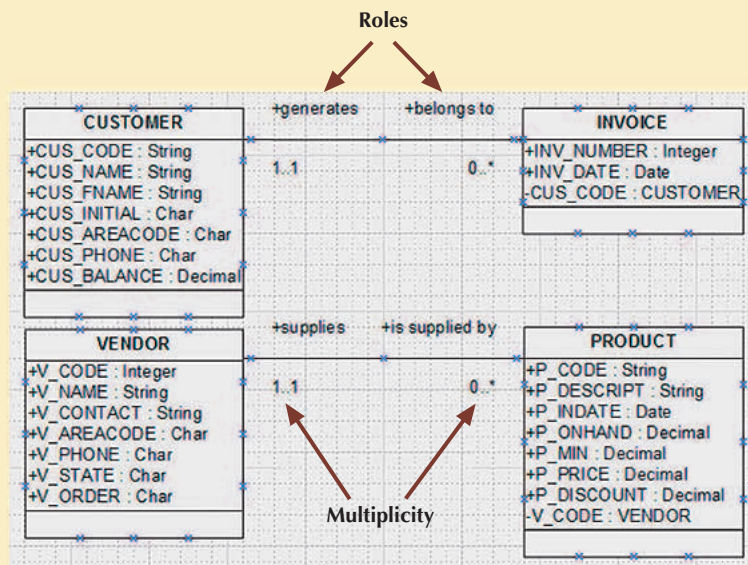 Roles
+generates
+belongs to
CUSTOMER
+CUS_CODE : String
+CUS_NAME : String
+CUS_FNAME : String
+CUS_INITIAL : Char
+CUS_AREACODE : Char
+CUS_PHONE : Char
+CUS_BALANCE : Decimal
1..1
0..*
INVOICE
+INV_NUMBER : Integer
+INV_DATE : Date
-CUS_CODE : CUSTOMER
+supplies
+is supplied by
VENDOR
+V_CODE : Integer
+V_NAME : String
+V_CONTACT : String
+V_AREACODE : Char
+V_PHONE : Char
+V_STATE : Char
+V_ORDER : Char
1..1
0..*
PRODUCT
+P_CODE : String
+P_DESCRIPT : String
+P_INDATE : Date
+P_ONHAND : Decimal
+P_MIN : Decimal
+P_PRICE : Decimal
+P_DISCOUNT : Decimal
-V_CODE : VENDOR
Multiplicity